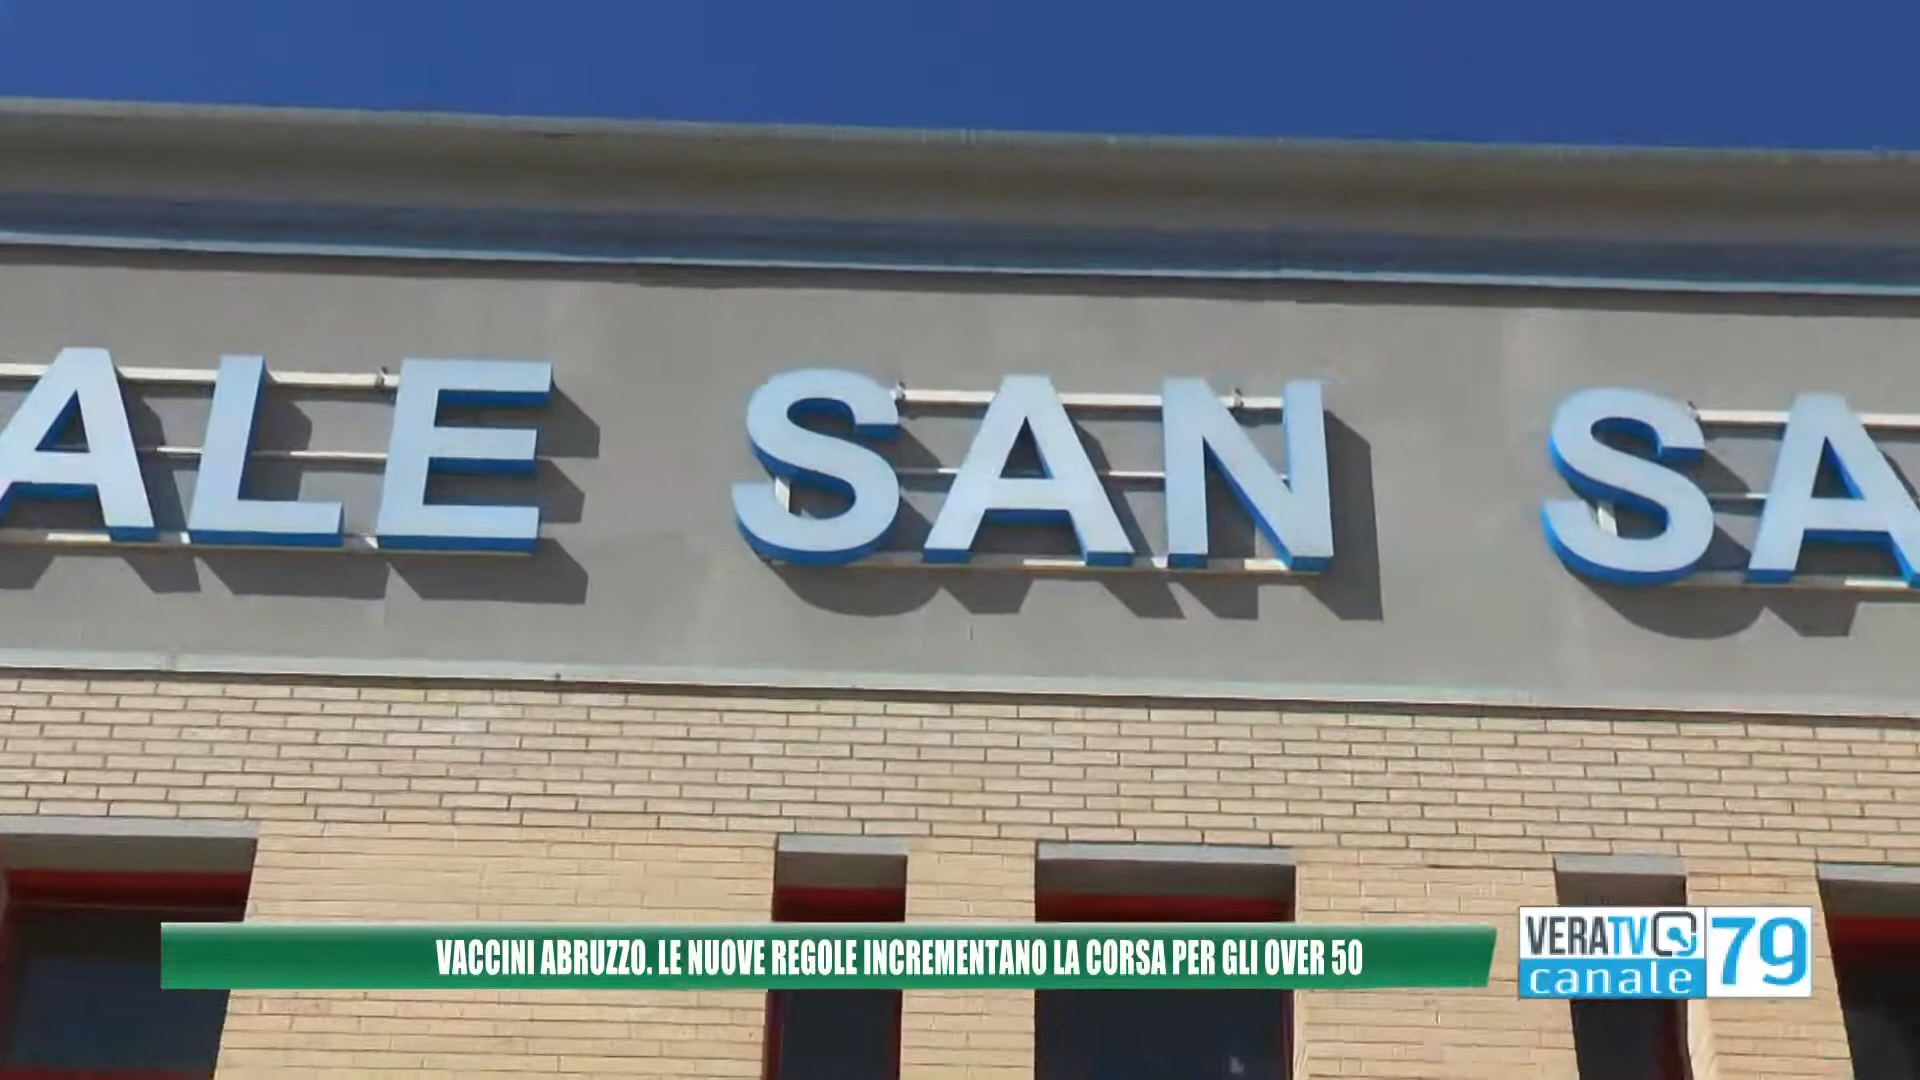 ALE SAN SA
VACCINI ABRUZZO. LE NUOVE REGOLE INCREMENTANO LA CORSA PER GLI OVER 50
VERATV
canale
79